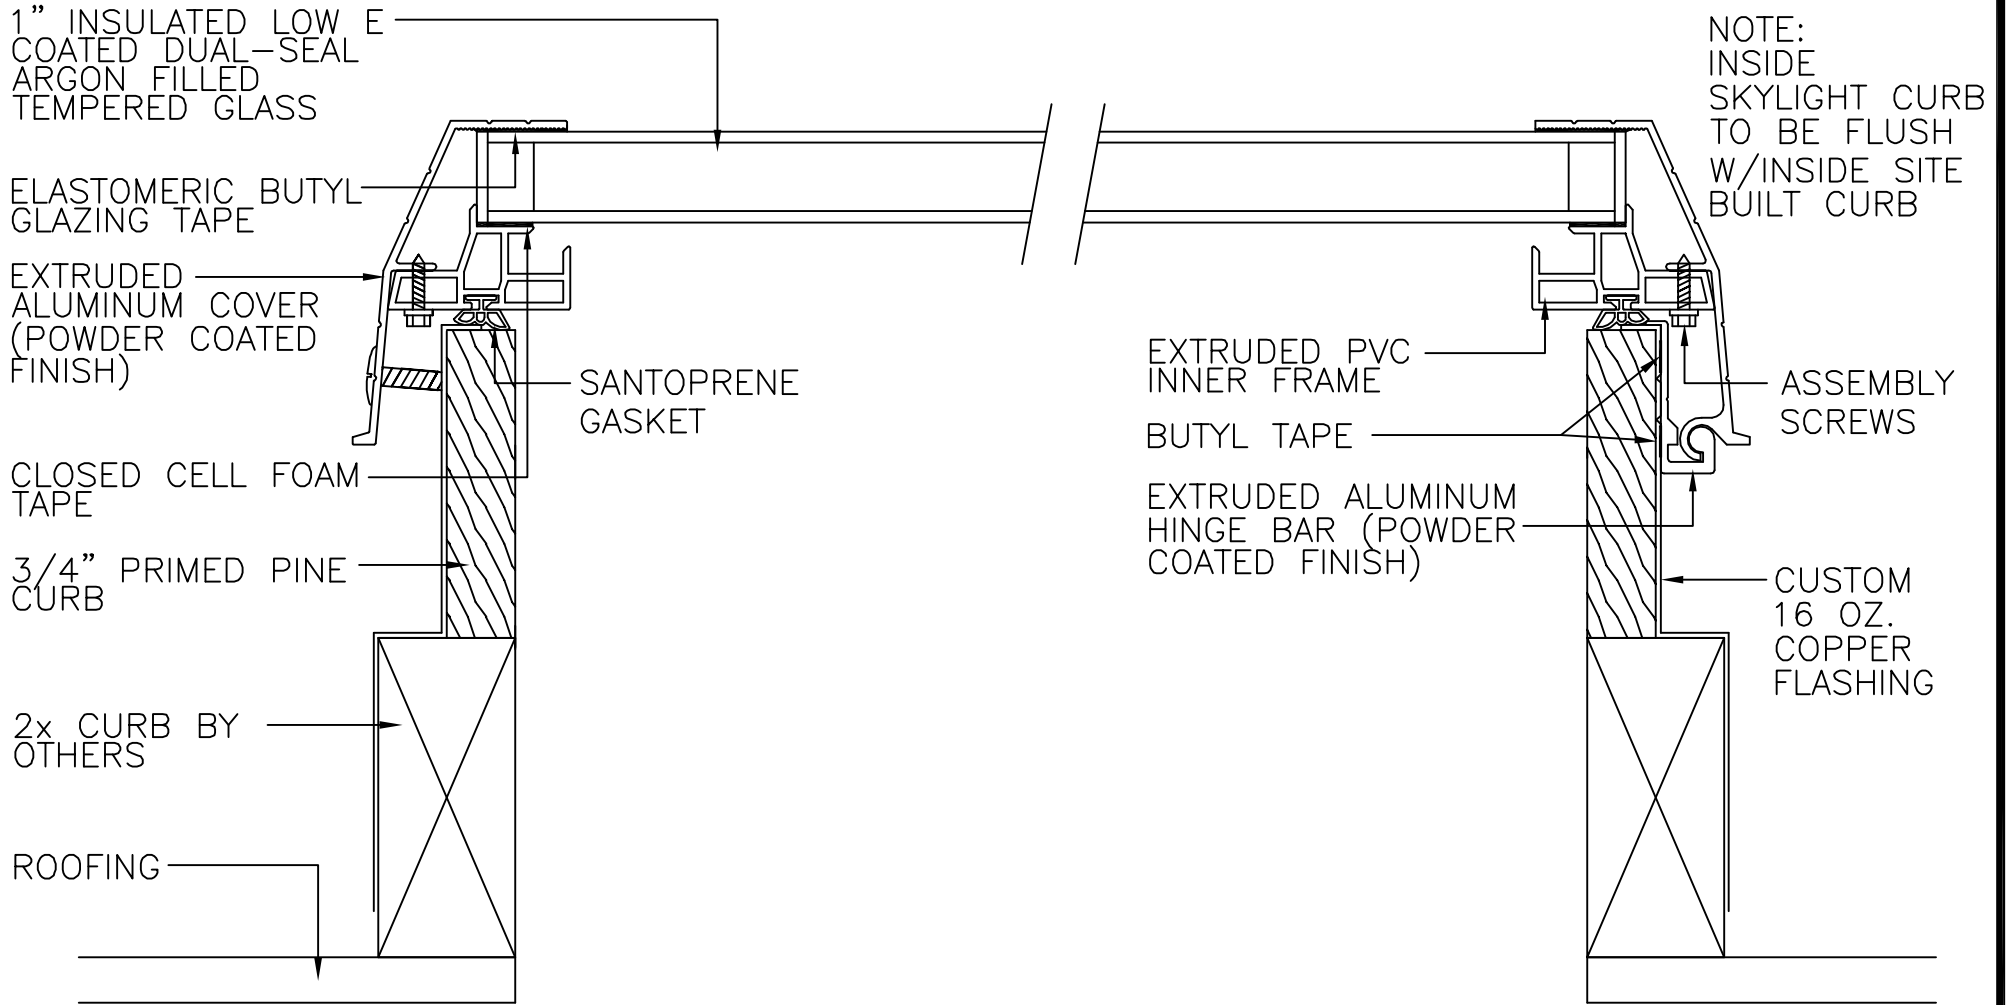 1” INSULATED LOW E
COATED DUAL–SEAL
ARGON FILLED
TEMPERED GLASS
ELASTOMERIC BUTYL
GLAZING TAPE
EXTRUDED
ALUMINUM COVER
(POWDER COATED
FINISH)
SANTOPRENE
GASKET
CLOSED CELL FOAM
TAPE
3/4” PRIMED PINE
CURB
2x CURB BY
OTHERS
ROOFING
NOTE:
INSIDE
SKYLIGHT CURB
TO BE FLUSH
W/INSIDE SITE
BUILT CURB
EXTRUDED PVC
INNER FRAME
BUTYL TAPE
EXTRUDED ALUMINUM
HINGE BAR (POWDER
COATED FINISH)
ASSEMBLY
SCREWS
CUSTOM
16 OZ.
COPPER
FLASHING